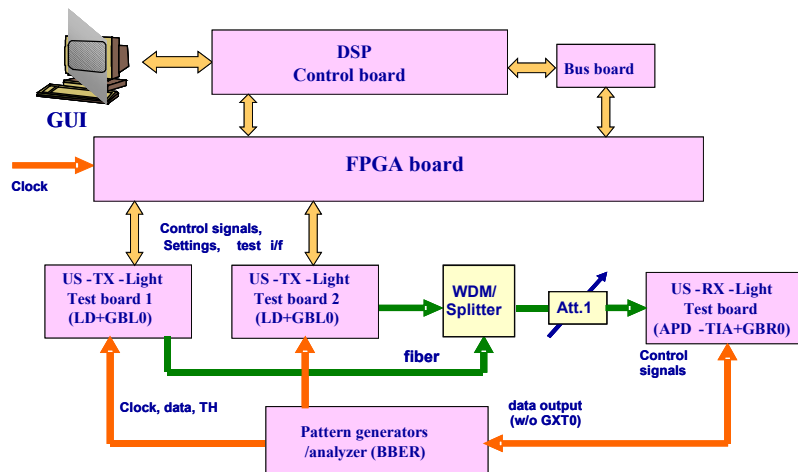 DSP
Control board
Bus board
GUI
FPGA board
Clock
Control signals,
Settings, test i/f
US -TX -Light
Test board 1
(LD+GBL0)
US -TX -Light
Test board 2
(LD+GBL0)
WDM/
Splitter
Att.1
US -RX -Light
Test board
(APD -TIA+GBR0)
fiber
Control
signals
Clock, data, TH
data output
(w/o GXT0)
Pattern generators
/analyzer (BBER)